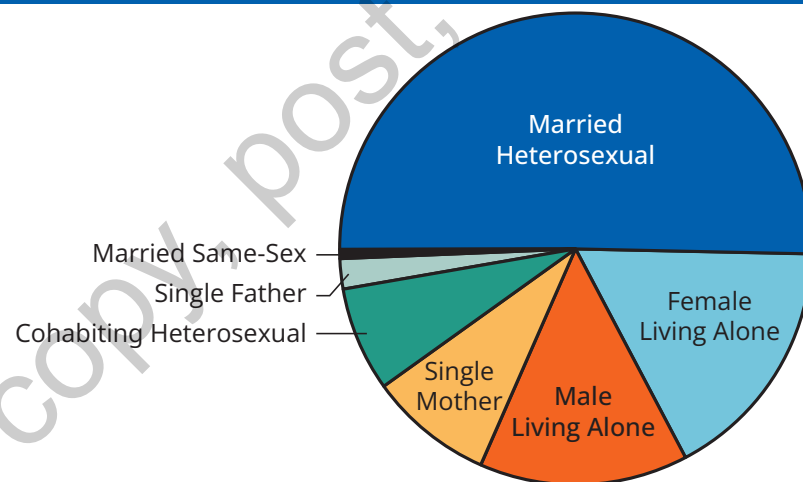 Married
Heterosexual
Married Same-Sex
Single Father
Cohabiting Heterosexual
Female
Living Alone
Single
Mother
Male
Living Alone
copy, post,